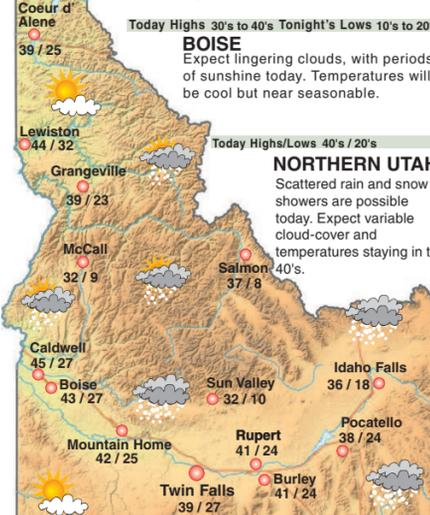 Coeur d'
Alene
39 / 25
Today Highs 30's to 40's Tonight's Lows 10's to 20
BOISE
Expect lingering clouds, with periods
of sunshine today. Temperatures will
be cool but near seasonable.
Lewiston
44 / 32
Today Highs/Lows 40's / 20's
Grangeville
39 / 23
NORTHERN UTAH
Scattered rain and snow
showers are possible
today. Expect variable
cloud-cover and
temperatures staying in t
40's.
McCall
32 / 9
Salmon
37 / 8
Caldwell
45 / 27
Boise
43 / 27
Sun Valley
32 / 10
Idaho Falls
36 / 18
Mountain Home
42 / 25
Rupert
41 / 24
Pocatello
38 / 24
Twin Falls
39 / 27
Burley
41 / 24